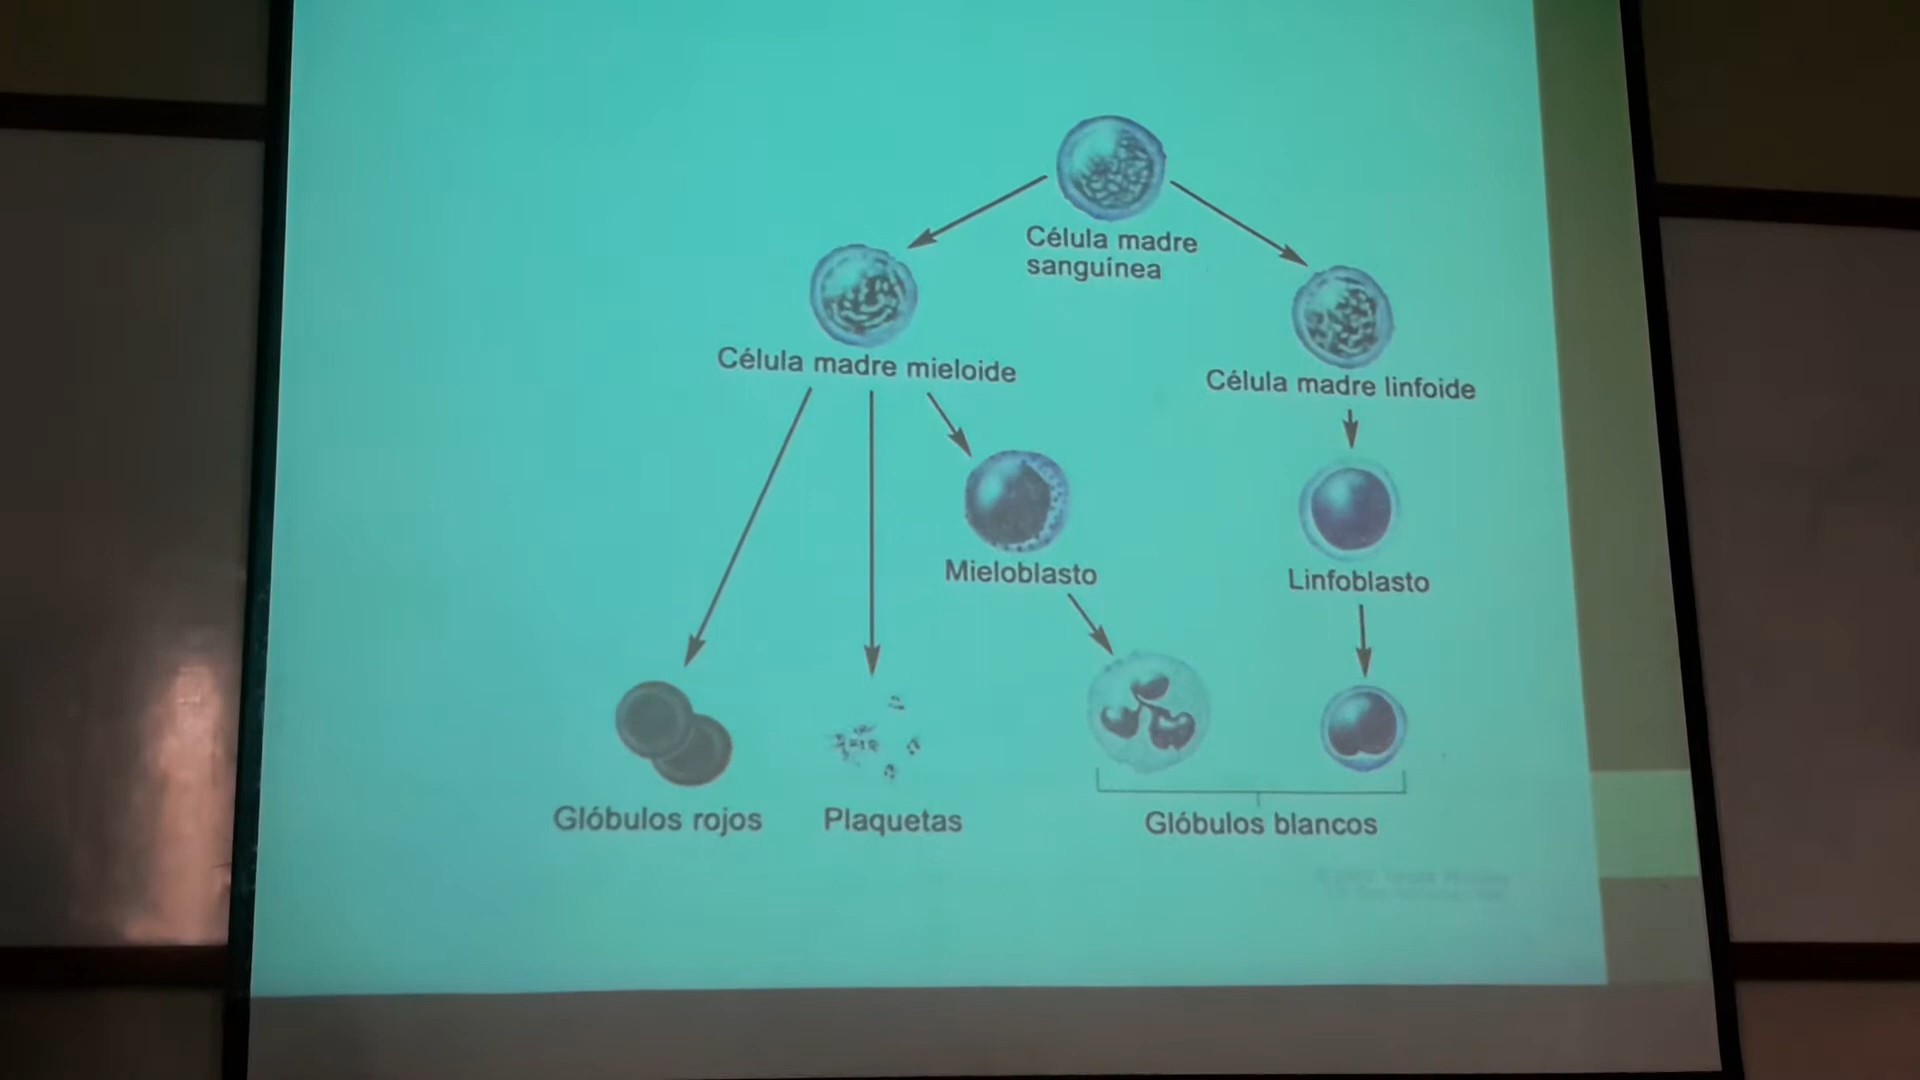 Célula madre
sanguínea
Célula madre mieloide
Célula madre linfoide
Mieloblasto
Linfoblasto
Glóbulos rojos
Plaquetas
Glóbulos blancos